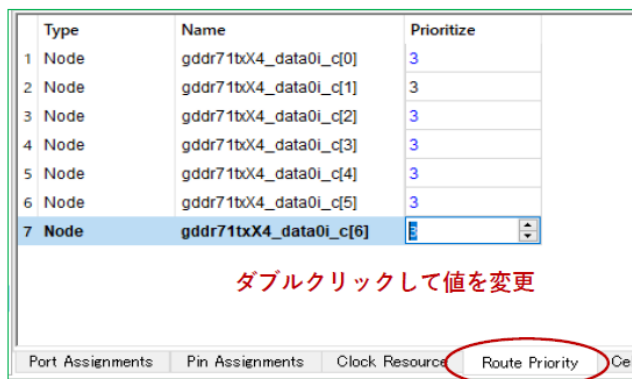 Type Name Prioritize
1 Node gddr71txX4_data0i_c[0] 3
2 Node gddr71txX4_data0i_c[1] 3
3 Node gddr71txX4_data0i_c[2] 3
4 Node gddr71txX4_data0i_c[3] 3
5 Node gddr71txX4_data0i_c[4] 3
6 Node gddr71txX4_data0i_c[5] 3
7 Node gddr71txX4_data0i_c[6] 3
ダブルクリックして値を変更
Port Assignments Pin Assignments Clock Resource Route Priority Ce